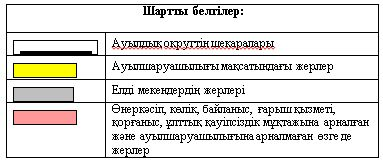 Шартты белгілер:
Ауылдық округтің шекаралары
Ауылшаруашылығы мақсатындағы жерлер
Елді мекендердің жерлері
Өнеркәсіп, көлік, байланыс, ғарыш қызметі,
қорғаныс, ұлттық қауіпсіздік мұқтажына арналған
және ауылшаруашылығына арналмаған өзге де
жерлер